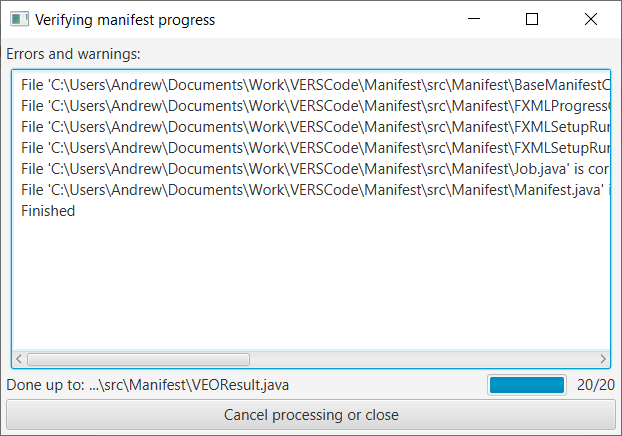 Verifying manifest progress
Errors and warnings:
File 'C:\Users\Andrew\Documents\Work\VERSCode\Manifest\src\Manifest\BaseManifestC
File 'C:\Users\Andrew\Documents\Work\VERSCode\Manifest\src\Manifest\FXMLProgressC
File 'C:\Users\Andrew\Documents\Work\VERSCode\Manifest\src\Manifest\FXMLSetupRun
File 'C:\Users\Andrew\Documents\Work\VERSCode\Manifest\src\Manifest\FXMLSetupRun
File 'C:\Users\Andrew\Documents\Work\VERSCode\Manifest\src\Manifest\Job.java' is cor
File 'C:\Users\Andrew\Documents\Work\VERSCode\Manifest\src\Manifest\Manifest.java' i
Finished
Done up to: ...\src\Manifest\VEOResult.java 20/20
Cancel processing or close